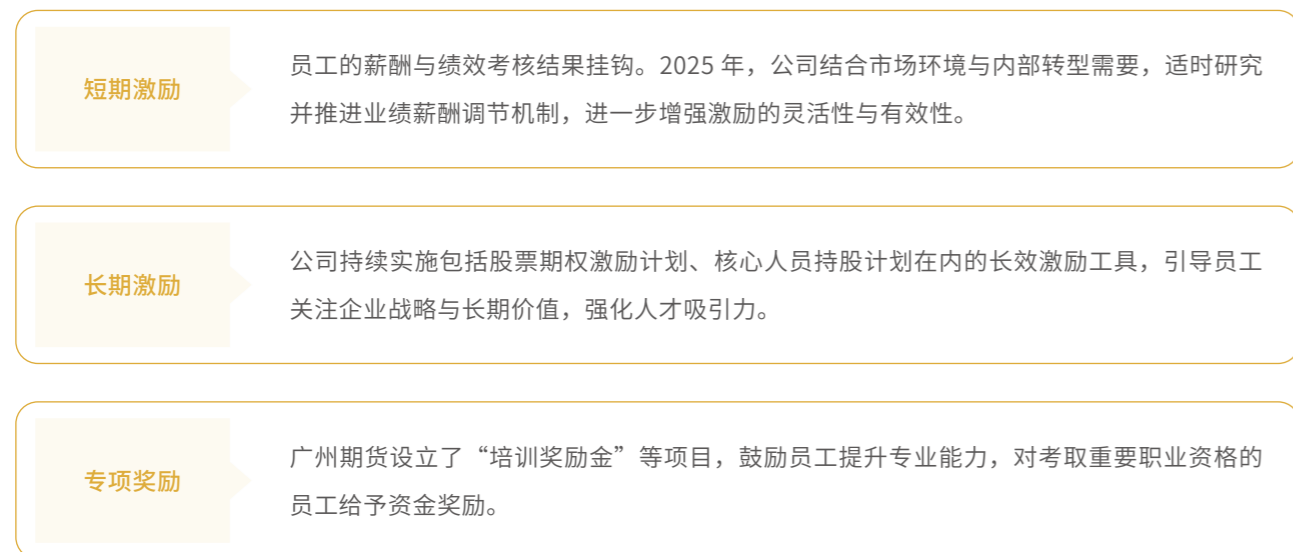 短期激励
员工的薪酬与绩效考核结果挂钩。2025 年，公司结合市场环境与内部转型需要，适时研究
并推进业绩薪酬调节机制，进一步增强激励的灵活性与有效性。
长期激励
公司持续实施包括股票期权激励计划、核心人员持股计划在内的长效激励工具，引导员工
关注企业战略与长期价值，强化人才吸引力。
专项奖励
广州期货设立了“培训奖励金”等项目，鼓励员工提升专业能力，对考取重要职业资格的
员工给予资金奖励。